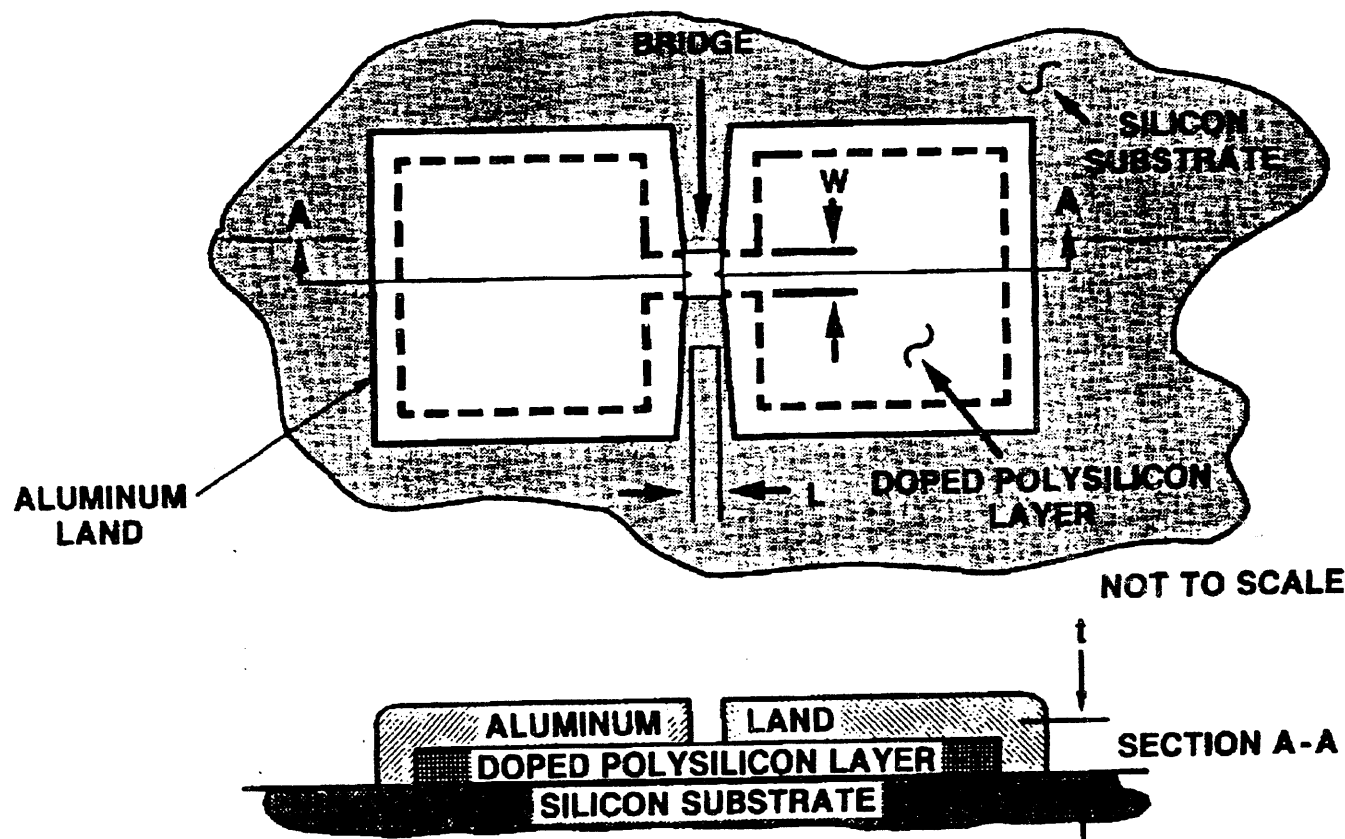 BRIDGE
SILICON
SUBSTRATE
W
A
A
ALUMINUM
LAND
L
DOPED POLYSILICON
LAYER
NOT TO SCALE
t
ALUMINUM LAND
SECTION A-A
DOPED POLYSILICON LAYER
SILICON SUBSTRATE